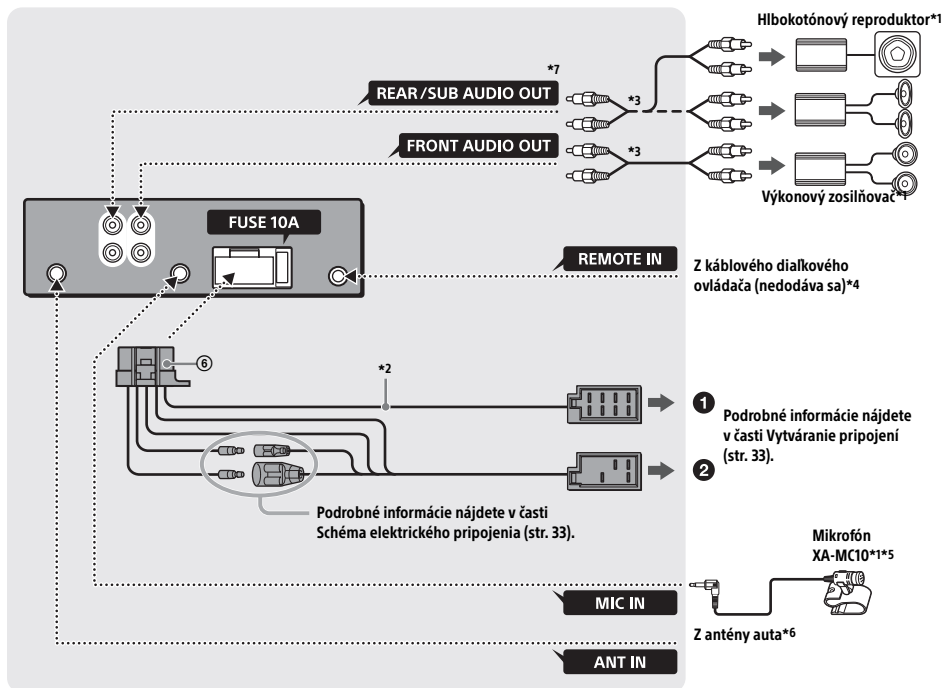 Hlbokotónový reproduktor*1
*7
REAR/SUB AUDIO OUT
*3
FRONT AUDIO OUT
*3
Výkonový zosilňovač*1
FUSE 10A
REMOTE IN
Z káblového diaľkového
ovládača (nedodáva sa)*4
⑥
*2
❶
Podrobné informácie nájdete
v časti Vytváranie pripojení
(str. 33).
❷
Podrobné informácie nájdete v časti
Schéma elektrického pripojenia (str. 33).
Mikrofón
XA-MC10*1*5
MIC IN
Z antény auta*6
ANT IN